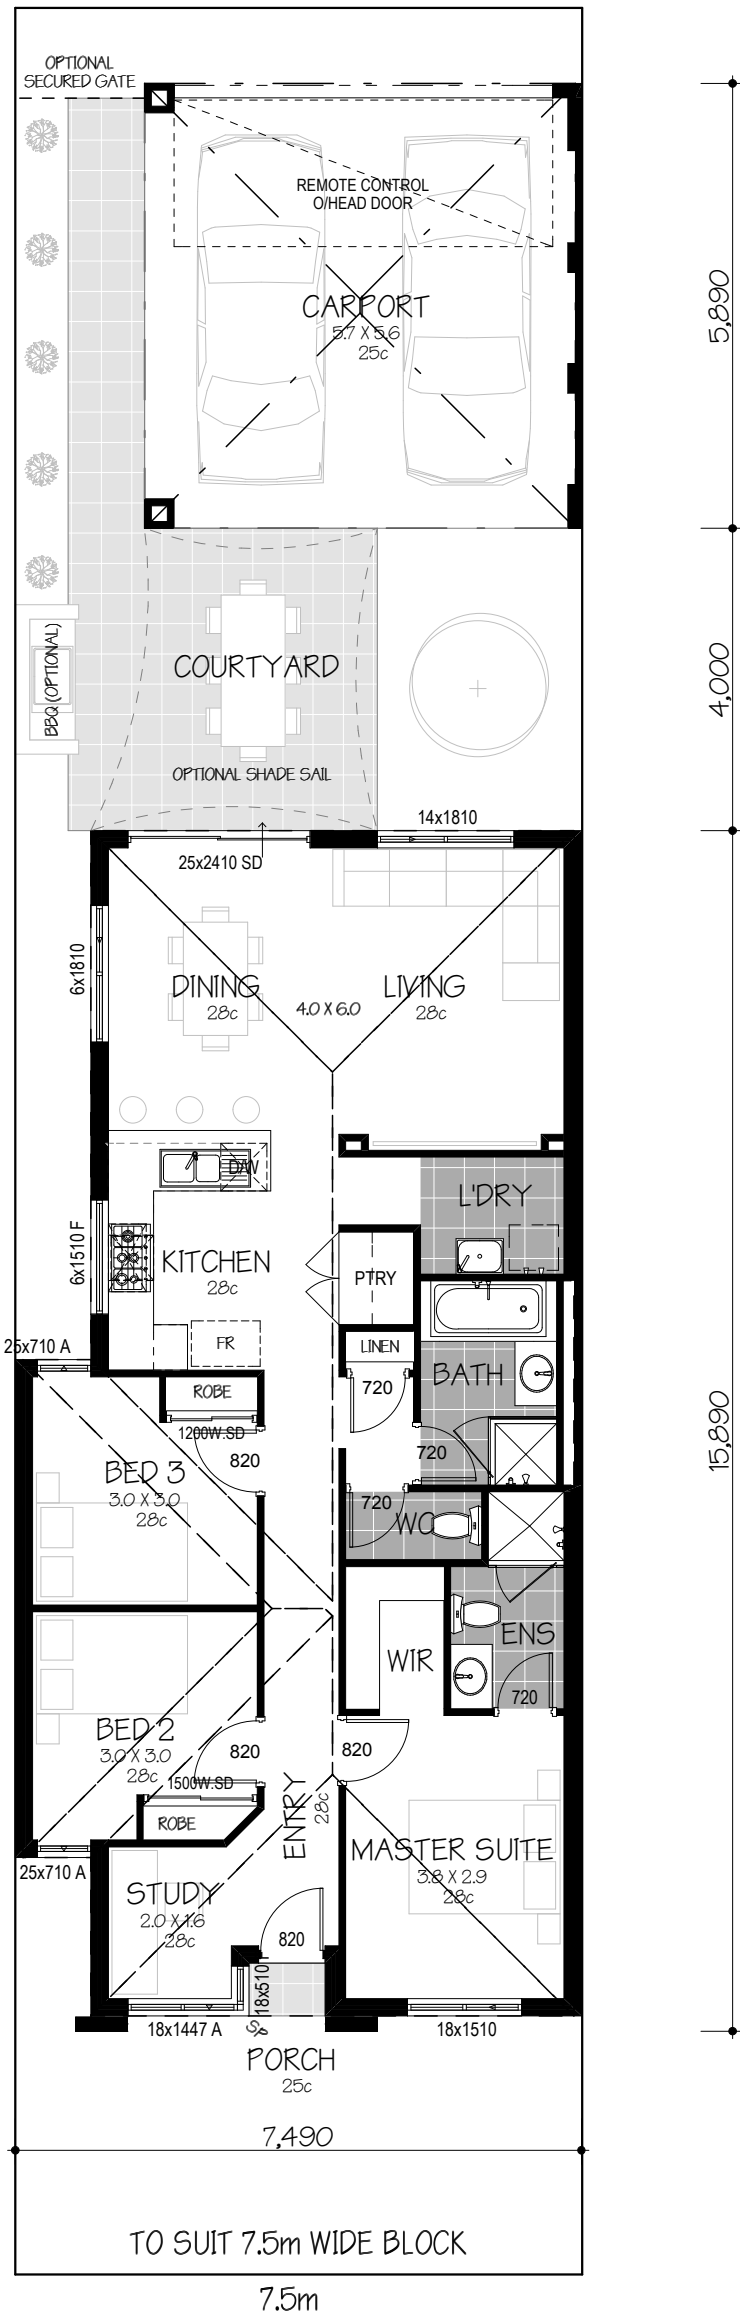 OPTIONAL
SECURED GATE
REMOTE CONTROL
O/HEAD DOOR
CARPORT
5.7 X 5.6
25c
5,890
COURTYARD
BBQ (OPTIONAL)
OPTIONAL SHADE SAIL
4,000
14x1810
25x2410 SD
6x1810
DINING
28c
4.0 X 6.0
LIVING
28c
D/W
L'DRY
6x1510 F
KITCHEN
28c
PTRY
FR
LINEN
25x710 A
ROBE
720
BATH
1200W.SD
820
720
BED 3
3.0 X 3.0
28c
15,890
720
WC
ENS
WIR
720
BED 2
3.0 X 3.0
28c
820
820
1500W.SD
ROBE
ENTRY
28c
MASTER SUITE
3.8 X 2.9
28c
25x710 A
STUDY
2.0 X 1.6
28c
820
18x510
18x1447 A
SP
18x1510
PORCH
25c
7,490
TO SUIT 7.5m WIDE BLOCK
7.5m